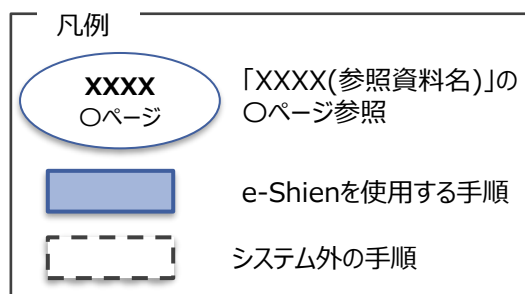 凡例
XXXX
〇ページ
「XXXX(参照資料名)」の
〇ページ参照
e-Shienを使用する手順
システム外の手順